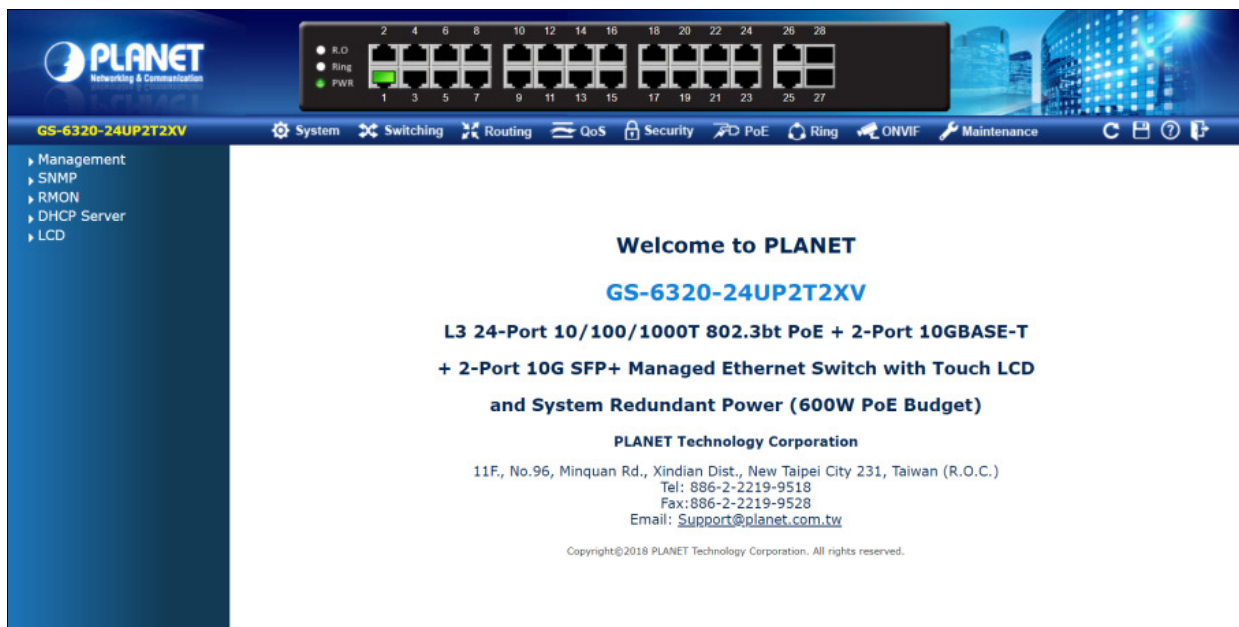 PLANET
Networking & Communication
2 4 6 8 10 12 14 16 18 20 22 24 26 28
R.O
Ring
PWR
1 3 5 7 9 11 13 15 17 19 21 23 25 27
GS-6320-24UP2T2XV
System Switching Routing QoS Security PoE Ring ONVIF Maintenance
Management
SNMP
RMON
DHCP Server
LCD
Welcome to PLANET
GS-6320-24UP2T2XV
L3 24-Port 10/100/1000T 802.3bt PoE + 2-Port 10GBASE-T
+ 2-Port 10G SFP+ Managed Ethernet Switch with Touch LCD
and System Redundant Power (600W PoE Budget)
PLANET Technology Corporation
11F., No.96, Minquan Rd., Xindian Dist., New Taipei City 231, Taiwan (R.O.C.)
Tel: 886-2-2219-9518
Fax:886-2-2219-9528
Email: Support@planet.com.tw
Copyright©2018 PLANET Technology Corporation. All rights reserved.